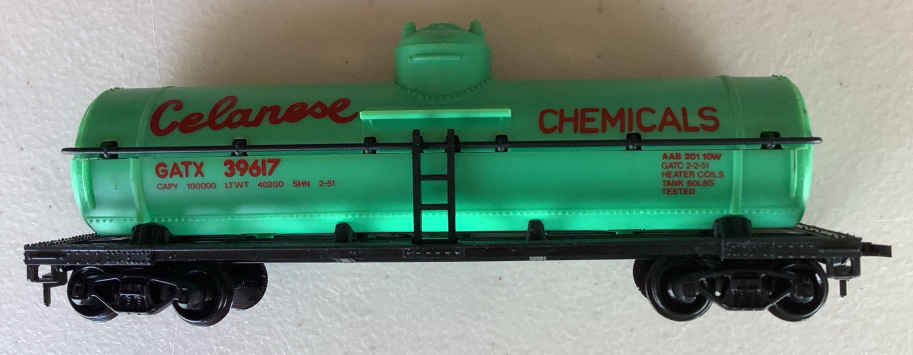 Celanese CHEMICALS
GATX 39617
CAPY 100000 LT WT 40200 SHN 2-51
AAB 201 10W
GATC 2-2-51
HEATER COILS
TANK 60LBS
TESTED